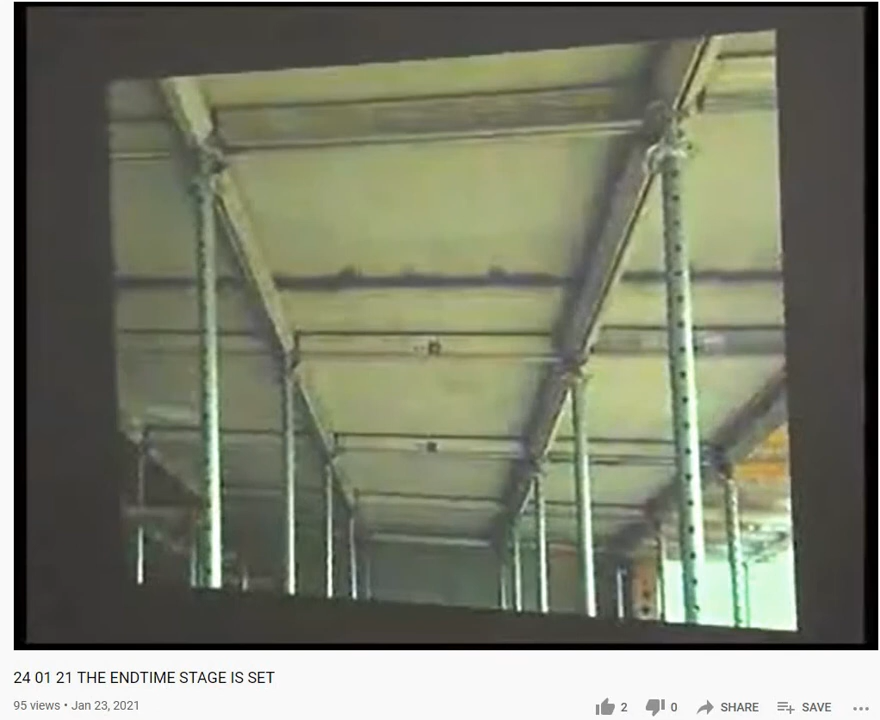 24 01 21 THE ENDTIME STAGE IS SET
95 views • Jan 23, 2021
2 0 SHARE SAVE